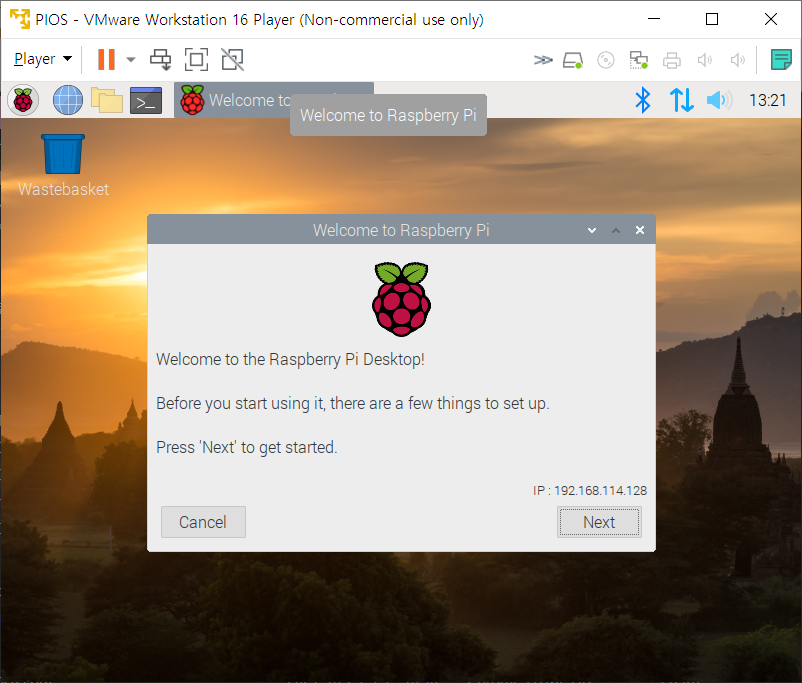 PIOS - VMware Workstation 16 Player (Non-commercial use only)
Player
Welcome to
13:21
Welcome to Raspberry Pi
Wastebasket
Welcome to Raspberry Pi
Welcome to the Raspberry Pi Desktop!
Before you start using it, there are a few things to set up.
Press 'Next' to get started.
IP : 192.168.114.128
Cancel
Next